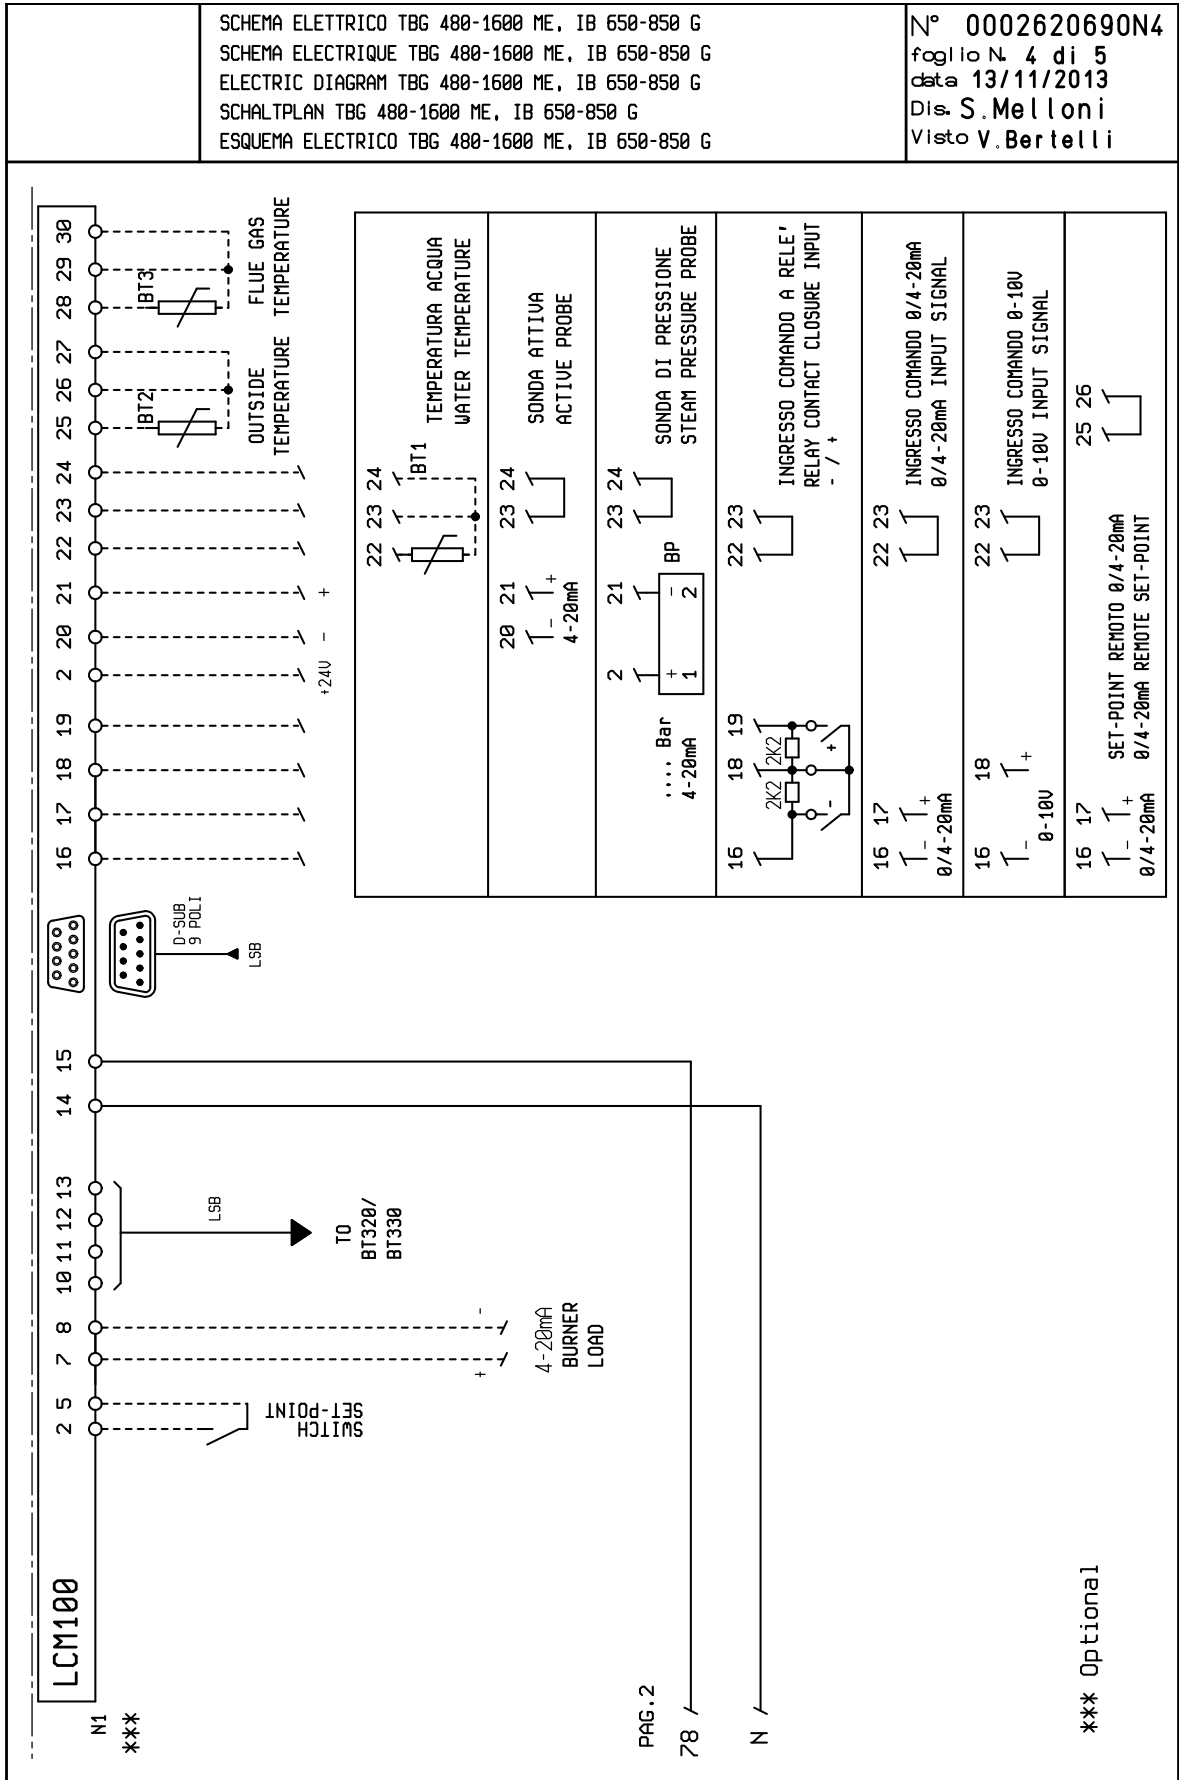 SCHEMA ELETTRICO TBG 480-1600 ME, IB 650-850 G
SCHEMA ELECTRIQUE TBG 480-1600 ME, IB 650-850 G
ELECTRIC DIAGRAM TBG 480-1600 ME, IB 650-850 G
SCHALTPLAN TBG 480-1600 ME, IB 650-850 G
ESQUEMA ELECTRICO TBG 480-1600 ME, IB 650-850 G
N° 0002620690N4
foglio N. 4 di 5
data 13/11/2013
Dis. S.Melloni
Visto V.Bertelli
LCM100
N1
***
2 5 7 8 10 11 12 13 14 15 16 17 18 19 2 20 21 22 23 24 25 26 27 28 29 30
SWITCH
SET-POINT
+ -
4-20mA
BURNER
LOAD
LSB
TO
BT320/
BT330
D-SUB
9 POLI
LSB
+24V - +
BT2
OUTSIDE
TEMPERATURE
BT3
FLUE GAS
TEMPERATURE
PAG.2
78
N
22 23 24
BT1
TEMPERATURA ACQUA
WATER TEMPERATURE
20 21 23 24
- +
4-20mA
SONDA ATTIVA
ACTIVE PROBE
2 21 23 24
+ -
1 2
BP
.... Bar
4-20mA
SONDA DI PRESSIONE
STEAM PRESSURE PROBE
16 18 19 22 23
2K2 2K2
- +
INGRESSO COMANDO A RELE'
RELAY CONTACT CLOSURE INPUT
- / +
16 17 22 23
- +
0/4-20mA
INGRESSO COMANDO 0/4-20mA
0/4-20mA INPUT SIGNAL
16 18 22 23
- +
0-10V
INGRESSO COMANDO 0-10V
0-10V INPUT SIGNAL
16 17 25 26
- +
0/4-20mA
SET-POINT REMOTO 0/4-20mA
0/4-20mA REMOTE SET-POINT
*** Optional